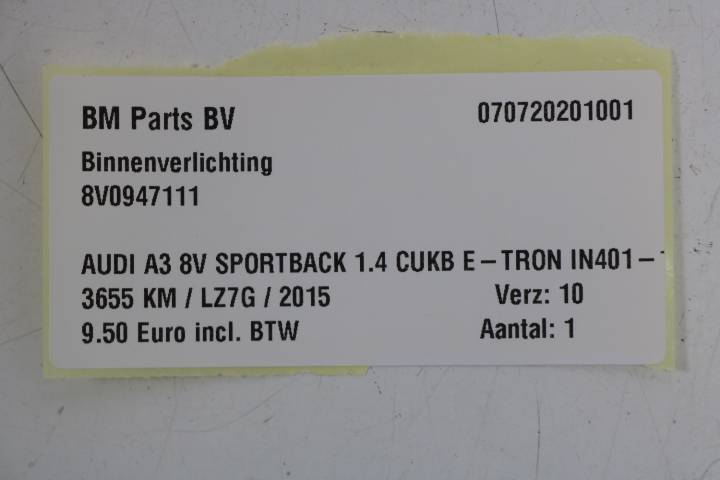 BM Parts BV 070720201001
Binnenverlichting
8V0947111
AUDI A3 8V SPORTBACK 1.4 CUKB E-TRON IN401-
3655 KM / LZ7G / 2015 Verz: 10
9.50 Euro incl. BTW Aantal: 1